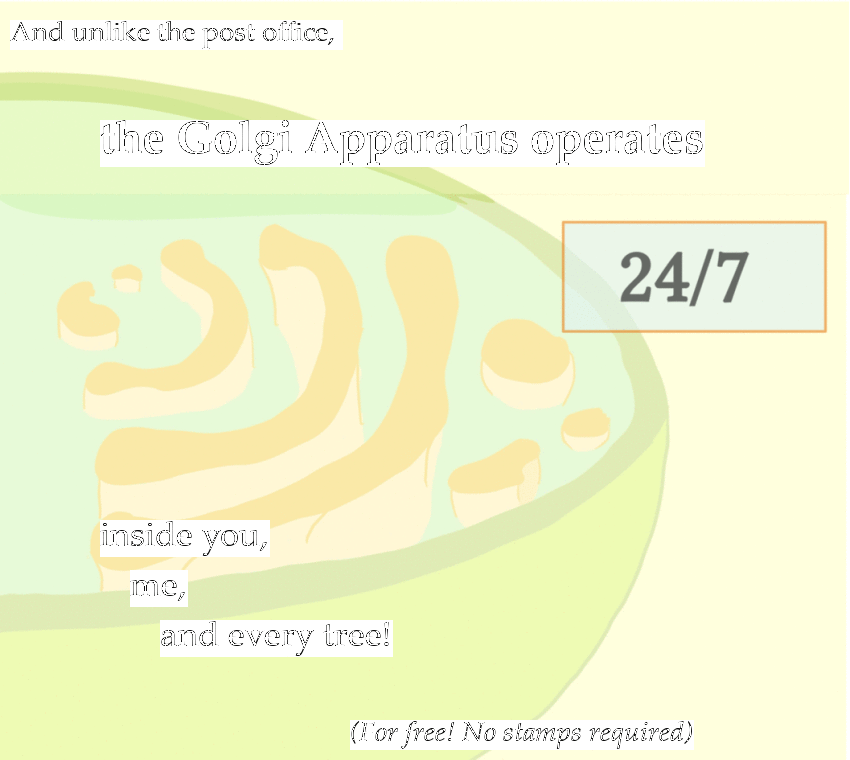 And unlike the post office,
the Golgi Apparatus operates
24/7
inside you,
me,
and every tree!
(For free! No stamps required)